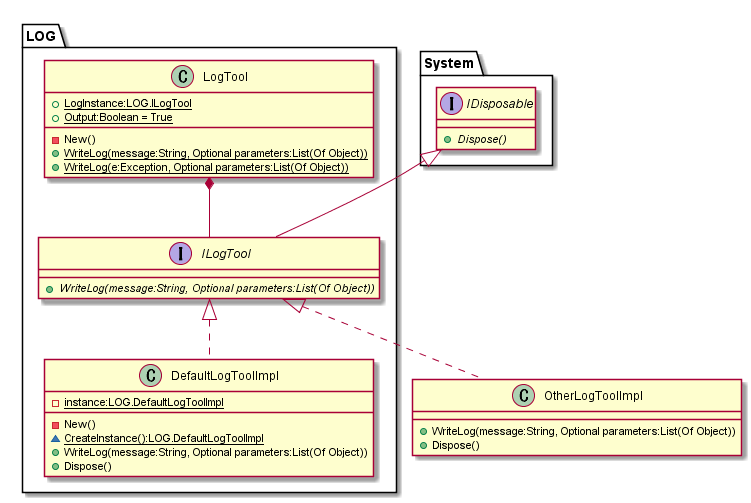 LOG
System
C LogTool
LogInstance:LOG.ILogTool
Output:Boolean = True
New()
WriteLog(message:String, Optional parameters:List(Of Object))
WriteLog(e:Exception, Optional parameters:List(Of Object))
I IDisposable
Dispose()
I ILogTool
WriteLog(message:String, Optional parameters:List(Of Object))
C DefaultLogToolImpl
instance:LOG.DefaultLogToolImpl
New()
CreateInstance():LOG.DefaultLogToolImpl
WriteLog(message:String, Optional parameters:List(Of Object))
Dispose()
C OtherLogToolImpl
WriteLog(message:String, Optional parameters:List(Of Object))
Dispose()